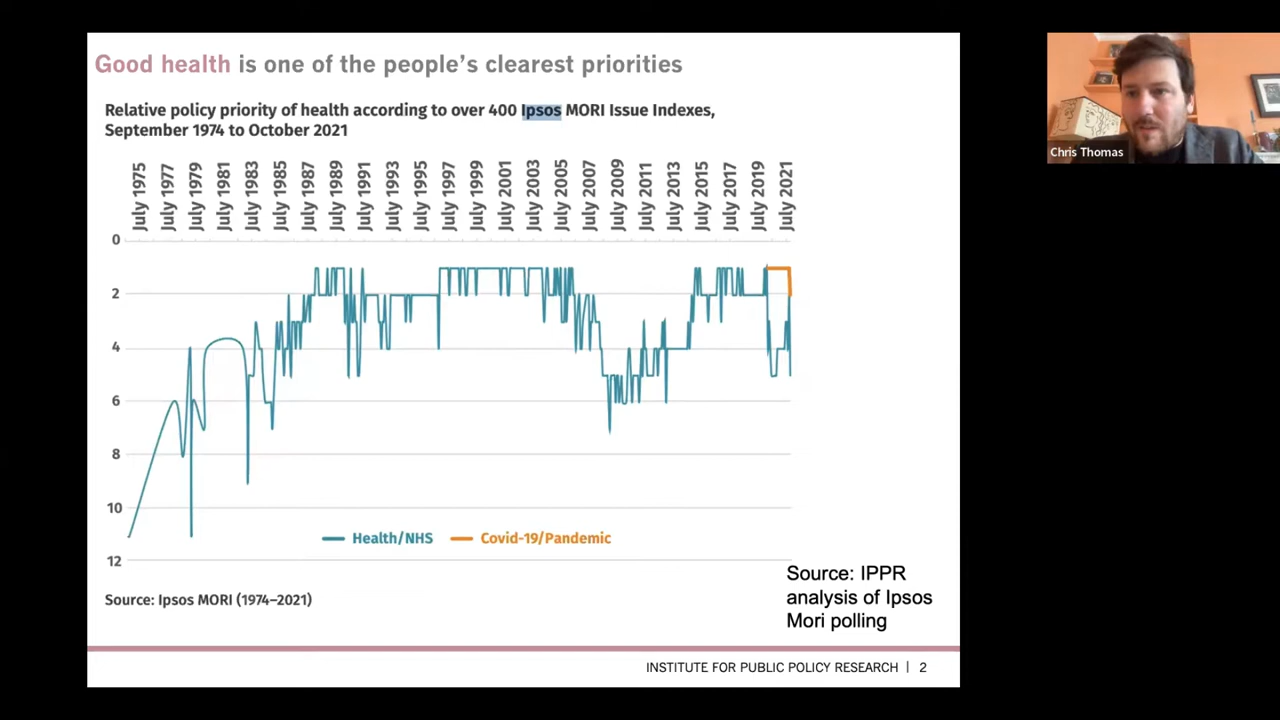 Good health is one of the people's clearest priorities
Relative policy priority of health according to over 400 Ipsos MORI Issue Indexes,
September 1974 to October 2021
July 1975
July 1977
July 1979
July 1981
July 1983
July 1985
July 1987
July 1989
July 1991
July 1993
July 1995
July 1997
July 1999
July 2001
July 2003
July 2005
July 2007
July 2009
July 2011
July 2013
July 2015
July 2017
July 2019
July 2021
0
2
4
6
8
10
12
Health/NHS
Covid-19/Pandemic
Source: Ipsos MORI (1974–2021)
Source: IPPR
analysis of Ipsos
Mori polling
INSTITUTE FOR PUBLIC POLICY RESEARCH | 2
Chris Thomas